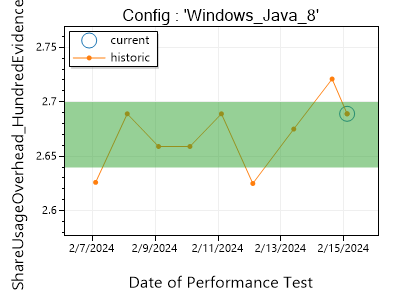 Config : 'Windows_Java_8'
ShareUsageOverhead_HundredEvidence
current
historic
2.75
2.7
2.65
2.6
2/7/2024
2/9/2024
2/11/2024
2/13/2024
2/15/2024
Date of Performance Test